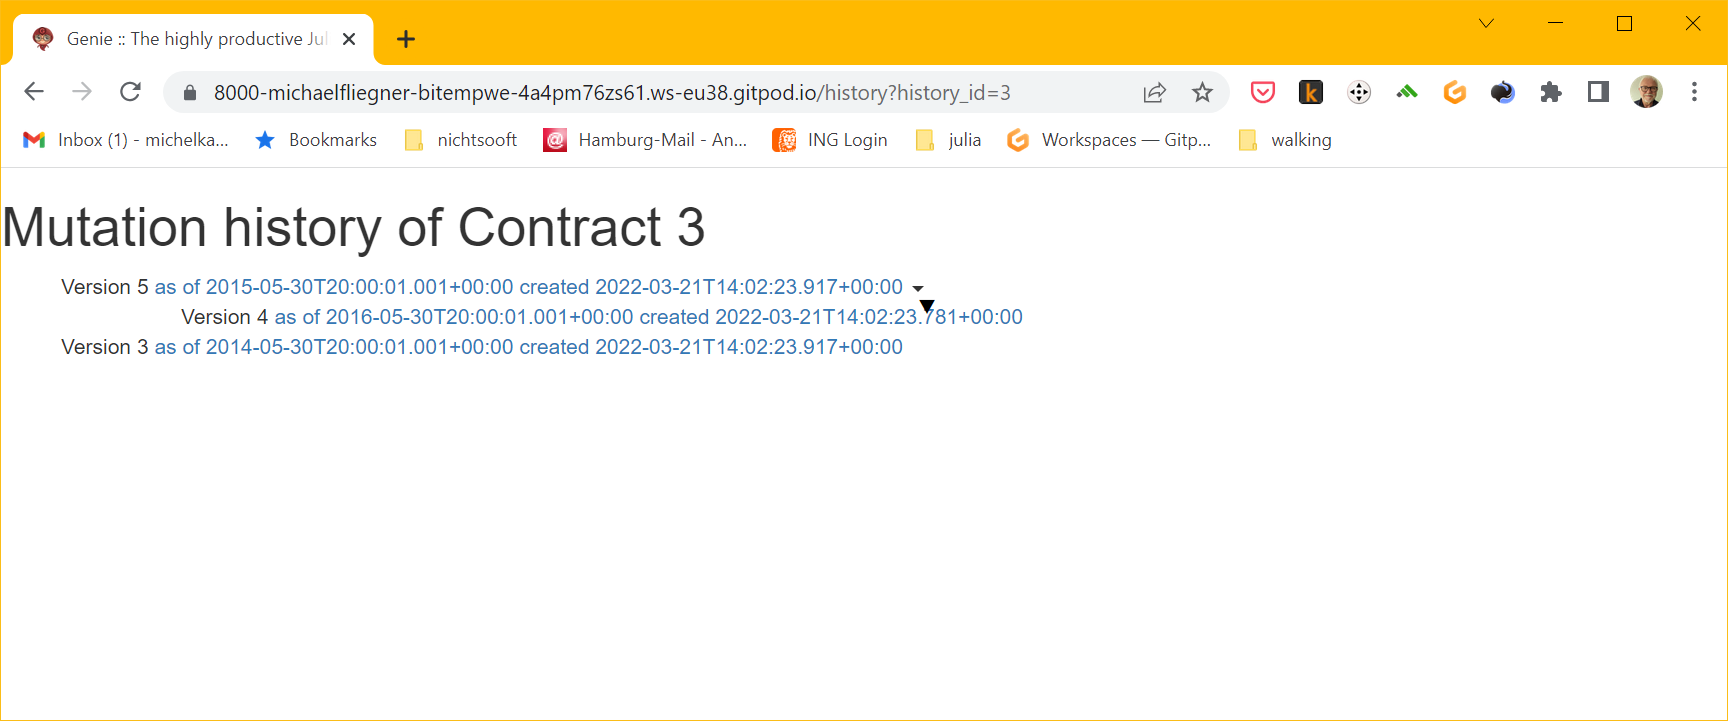 Genie :: The highly productive Jul
8000-michaelfliegner-bitempwe-4a4pm76zs61.ws-eu38.gitpod.io/history?history_id=3
Inbox (1) - michelka... Bookmarks nichtsooft Hamburg-Mail - An... ING Login julia Workspaces — Gitp... walking
Mutation history of Contract 3
Version 5 as of 2015-05-30T20:00:01.001+00:00 created 2022-03-21T14:02:23.917+00:00
Version 4 as of 2016-05-30T20:00:01.001+00:00 created 2022-03-21T14:02:23.781+00:00
Version 3 as of 2014-05-30T20:00:01.001+00:00 created 2022-03-21T14:02:23.917+00:00